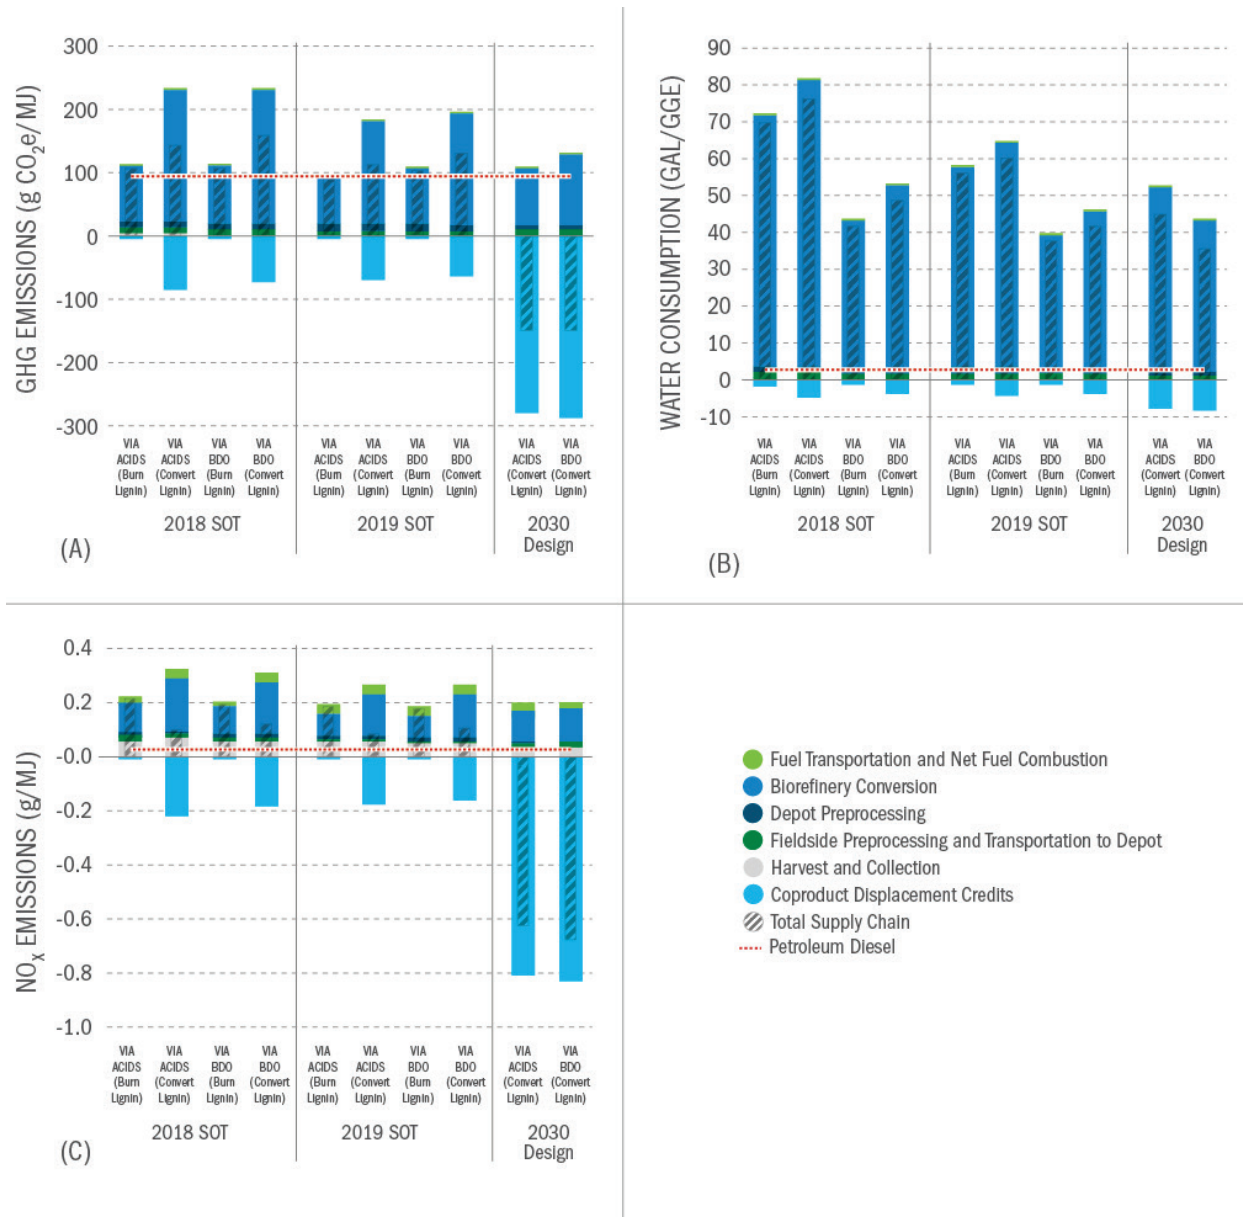 GHG EMISSIONS (g CO₂e/MJ)
300
200
100
0
-100
-200
-300
VIA ACIDS (Burn Lignin)
VIA ACIDS (Convert Lignin)
VIA BDO (Burn Lignin)
VIA BDO (Convert Lignin)
VIA ACIDS (Burn Lignin)
VIA ACIDS (Convert Lignin)
VIA BDO (Burn Lignin)
VIA BDO (Convert Lignin)
VIA ACIDS (Convert Lignin)
VIA BDO (Convert Lignin)
2018 SOT
2019 SOT
2030
Design
(A)
WATER CONSUMPTION (GAL/GGE)
90
80
70
60
50
40
30
20
10
0
-10
VIA ACIDS (Burn Lignin)
VIA ACIDS (Convert Lignin)
VIA BDO (Burn Lignin)
VIA BDO (Convert Lignin)
VIA ACIDS (Burn Lignin)
VIA ACIDS (Convert Lignin)
VIA BDO (Burn Lignin)
VIA BDO (Convert Lignin)
VIA ACIDS (Convert Lignin)
VIA BDO (Convert Lignin)
2018 SOT
2019 SOT
2030
Design
(B)
NOₓ EMISSIONS (g/MJ)
0.4
0.2
-0.0
-0.2
-0.4
-0.6
-0.8
-1.0
VIA ACIDS (Burn Lignin)
VIA ACIDS (Convert Lignin)
VIA BDO (Burn Lignin)
VIA BDO (Convert Lignin)
VIA ACIDS (Burn Lignin)
VIA ACIDS (Convert Lignin)
VIA BDO (Burn Lignin)
VIA BDO (Convert Lignin)
VIA ACIDS (Convert Lignin)
VIA BDO (Convert Lignin)
2018 SOT
2019 SOT
2030
Design
(C)
Fuel Transportation and Net Fuel Combustion
Biorefinery Conversion
Depot Preprocessing
Fieldside Preprocessing and Transportation to Depot
Harvest and Collection
Coproduct Displacement Credits
Total Supply Chain
Petroleum Diesel